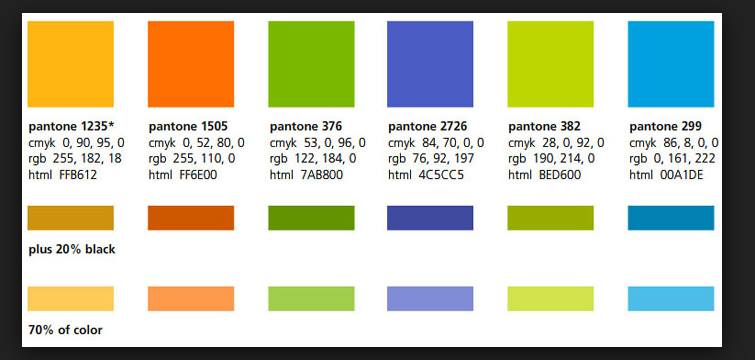 pantone 1235*
cmyk 0, 90, 95, 0
rgb 255, 182, 18
html FFB612
pantone 1505
cmyk 0, 52, 80, 0
rgb 255, 110, 0
html FF6E00
pantone 376
cmyk 53, 0, 96, 0
rgb 122, 184, 0
html 7AB800
pantone 2726
cmyk 84, 70, 0, 0
rgb 76, 92, 197
html 4C5CC5
pantone 382
cmyk 28, 0, 92, 0
rgb 190, 214, 0
html BED600
pantone 299
cmyk 86, 8, 0, 0
rgb 0, 161, 222
html 00A1DE
plus 20% black
70% of color